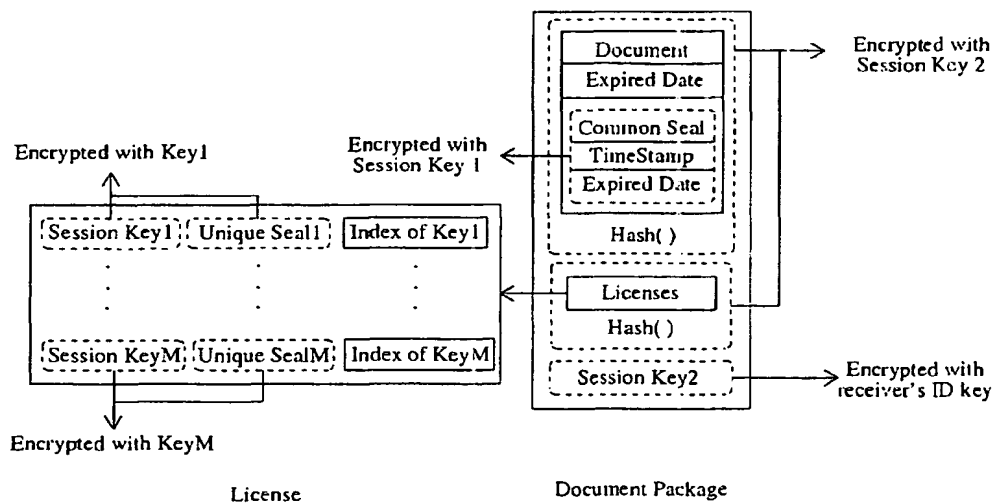 Encrypted with Key1
Session Key1 Unique Seal1 Index of Key1
Session KeyM Unique SealM Index of KeyM
Encrypted with KeyM
License
Document
Expired Date
Common Seal
TimeStamp
Expired Date
Hash( )
Licenses
Hash( )
Session Key2
Encrypted with
Session Key 1
Encrypted with
Session Key 2
Encrypted with
receiver's ID key
Document Package